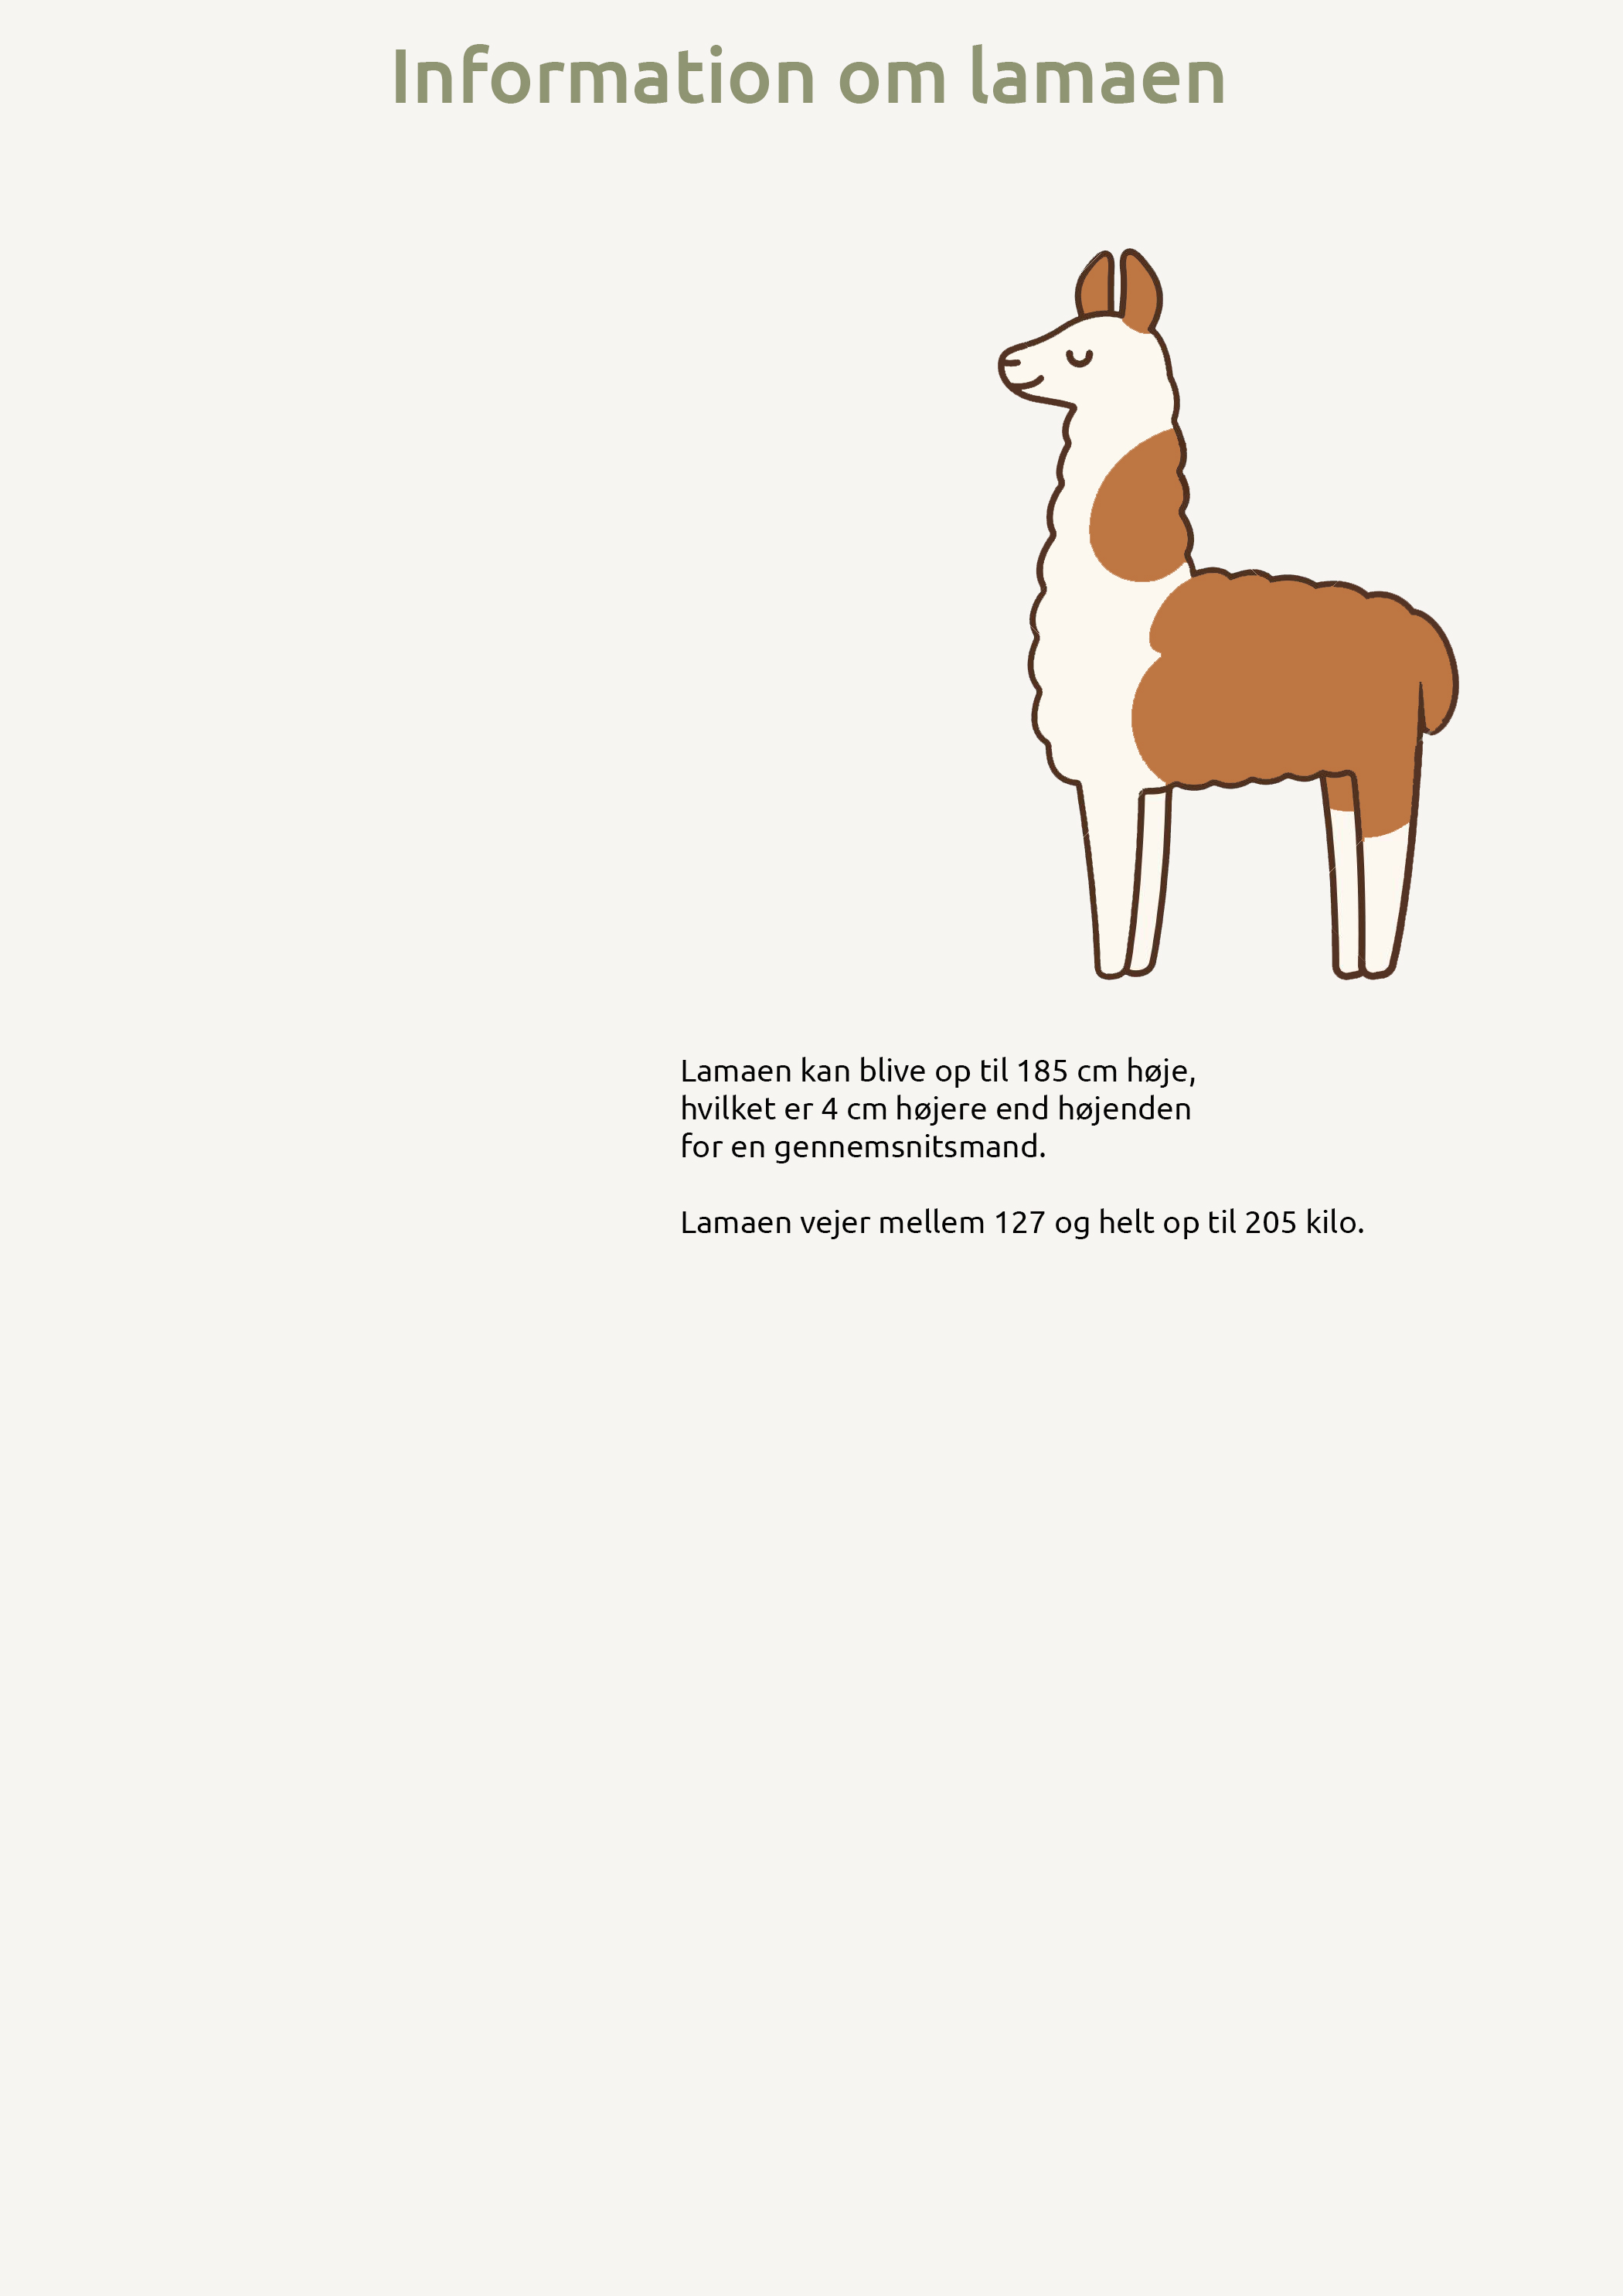 Information om lamaen
Lamaen kan blive op til 185 cm høje,
hvilket er 4 cm højere end højenden
for en gennemsnitsmand.
Lamaen vejer mellem 127 og helt op til 205 kilo.